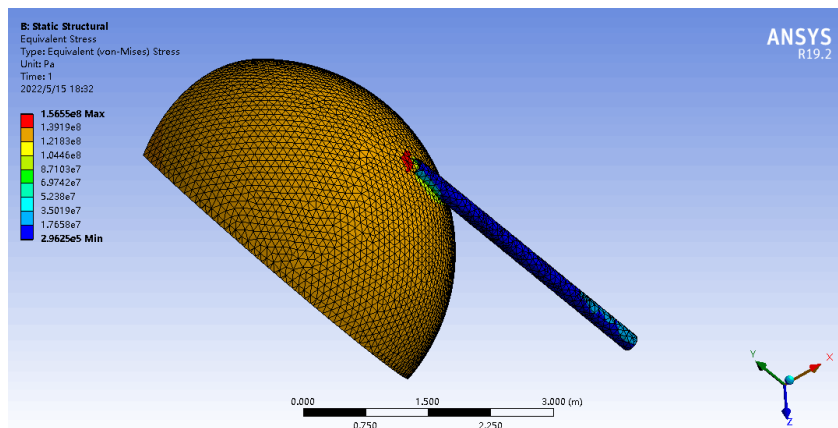 B: Static Structural
Equivalent Stress
Type: Equivalent (von-Mises) Stress
Unit: Pa
Time: 1
2022/5/15 18:32
ANSYS
R19.2
1.5655e8 Max
1.3919e8
1.2183e8
1.0446e8
8.7103e7
6.9742e7
5.238e7
3.5019e7
1.7658e7
2.9625e5 Min
Y
X
Z
0.000
1.500
3.000 (m)
0.750
2.250